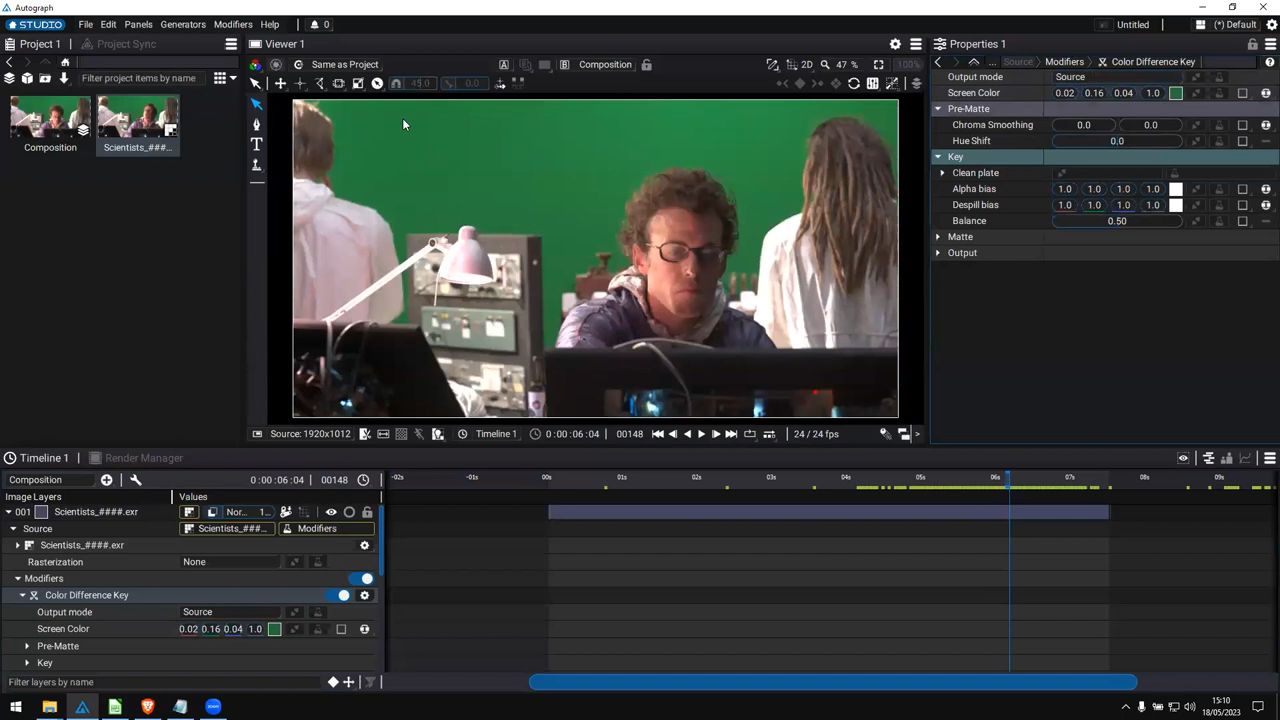 Autograph
STUDIO File Edit Panels Generators Modifiers Help 0 Untitled (*) Default
Project 1 Project Sync Viewer 1 Properties 1
Filter project items by name Same as Project 45.0 0.0 A Composition 2D 47 % 100%
... Source Modifiers Color Difference Key
Output mode Source
Screen Color 0.02 0.16 0.04 1.0
Pre-Matte
Chroma Smoothing 0.0 0.0
Hue Shift 0.0
Key
Clean plate
Alpha bias 1.0 1.0 1.0 1.0
Despill bias 1.0 1.0 1.0 1.0
Balance 0.50
Matte
Output
Composition Scientists_###...
Source: 1920x1012 Timeline 1 0:00:06:04 00148 24 / 24 fps
Timeline 1 Render Manager
Composition 0:00:06:04 00148 -02s -01s 00s 01s 02s 03s 04s 05s 06s 07s 08s 09s
Image Layers Values
001 Scientists_####.exr Nor... 1...
Source Scientists_###... Modifiers
Scientists_####.exr
Rasterization None
Modifiers
Color Difference Key
Output mode Source
Screen Color 0.02 0.16 0.04 1.0
Pre-Matte
Key
Filter layers by name
15:10
18/05/2023